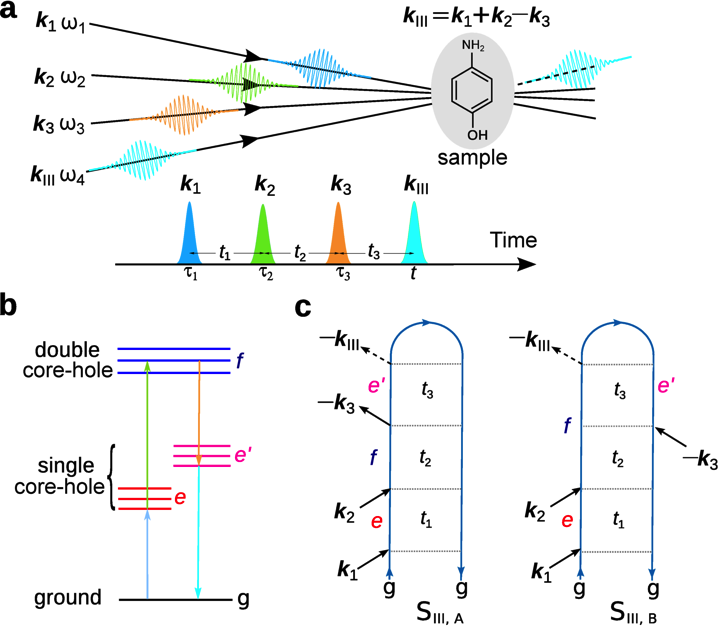 a
k1 ω1
k2 ω2
k3 ω3
kIII ω4
kIII=k1+k2−k3
NH2
OH
sample
k1 k2 k3 kIII
t1 t2 t3
Time
τ1 τ2 τ3 t
b
double
core-hole
f
single
core-hole
e'
e
ground
g
c
−kIII
e'
t3
−k3
f
t2
k2
e
t1
k1
g g
SIII, A
−kIII
t3
e'
f
t2
−k3
k2
e
t1
k1
g g
SIII, B